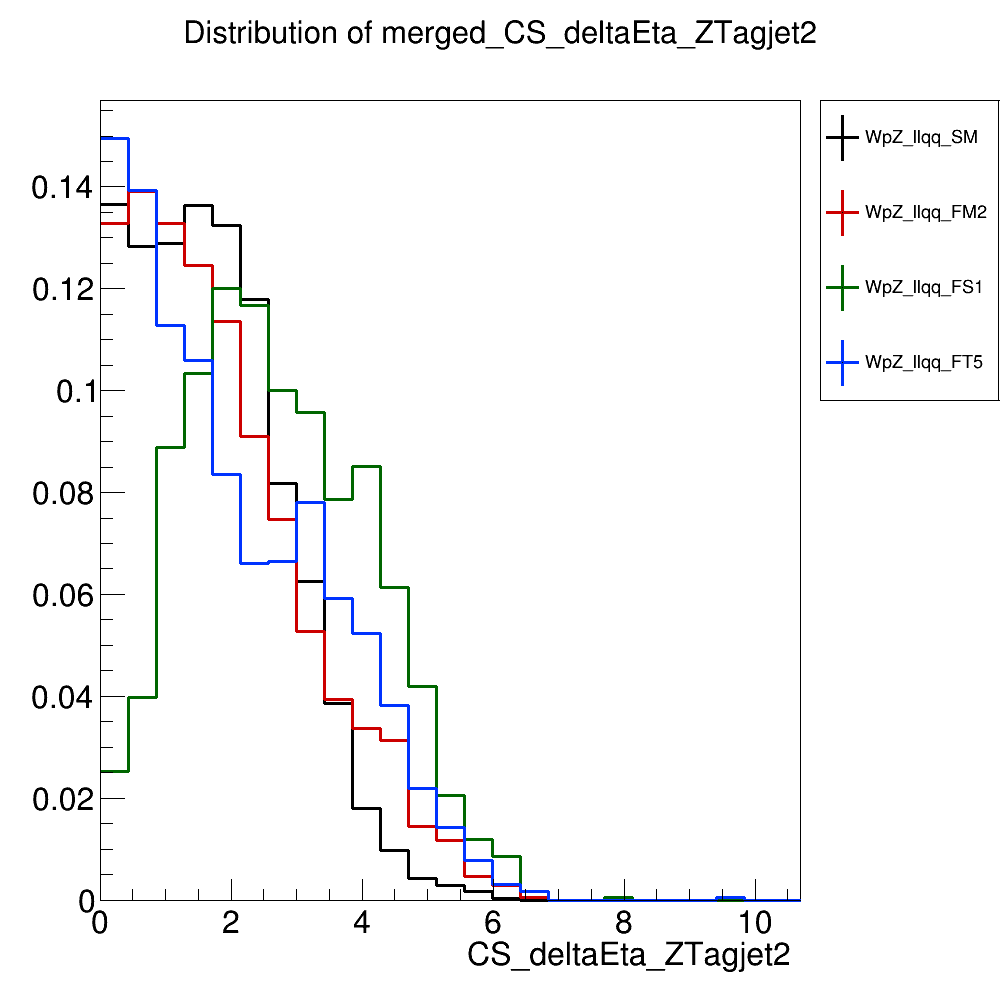 Distribution of merged_CS_deltaEta_ZTagjet2
WpZ_llqq_SM
WpZ_llqq_FM2
WpZ_llqq_FS1
WpZ_llqq_FT5
0.14
0.12
0.1
0.08
0.06
0.04
0.02
0
0 2 4 6 8 10
CS_deltaEta_ZTagjet2